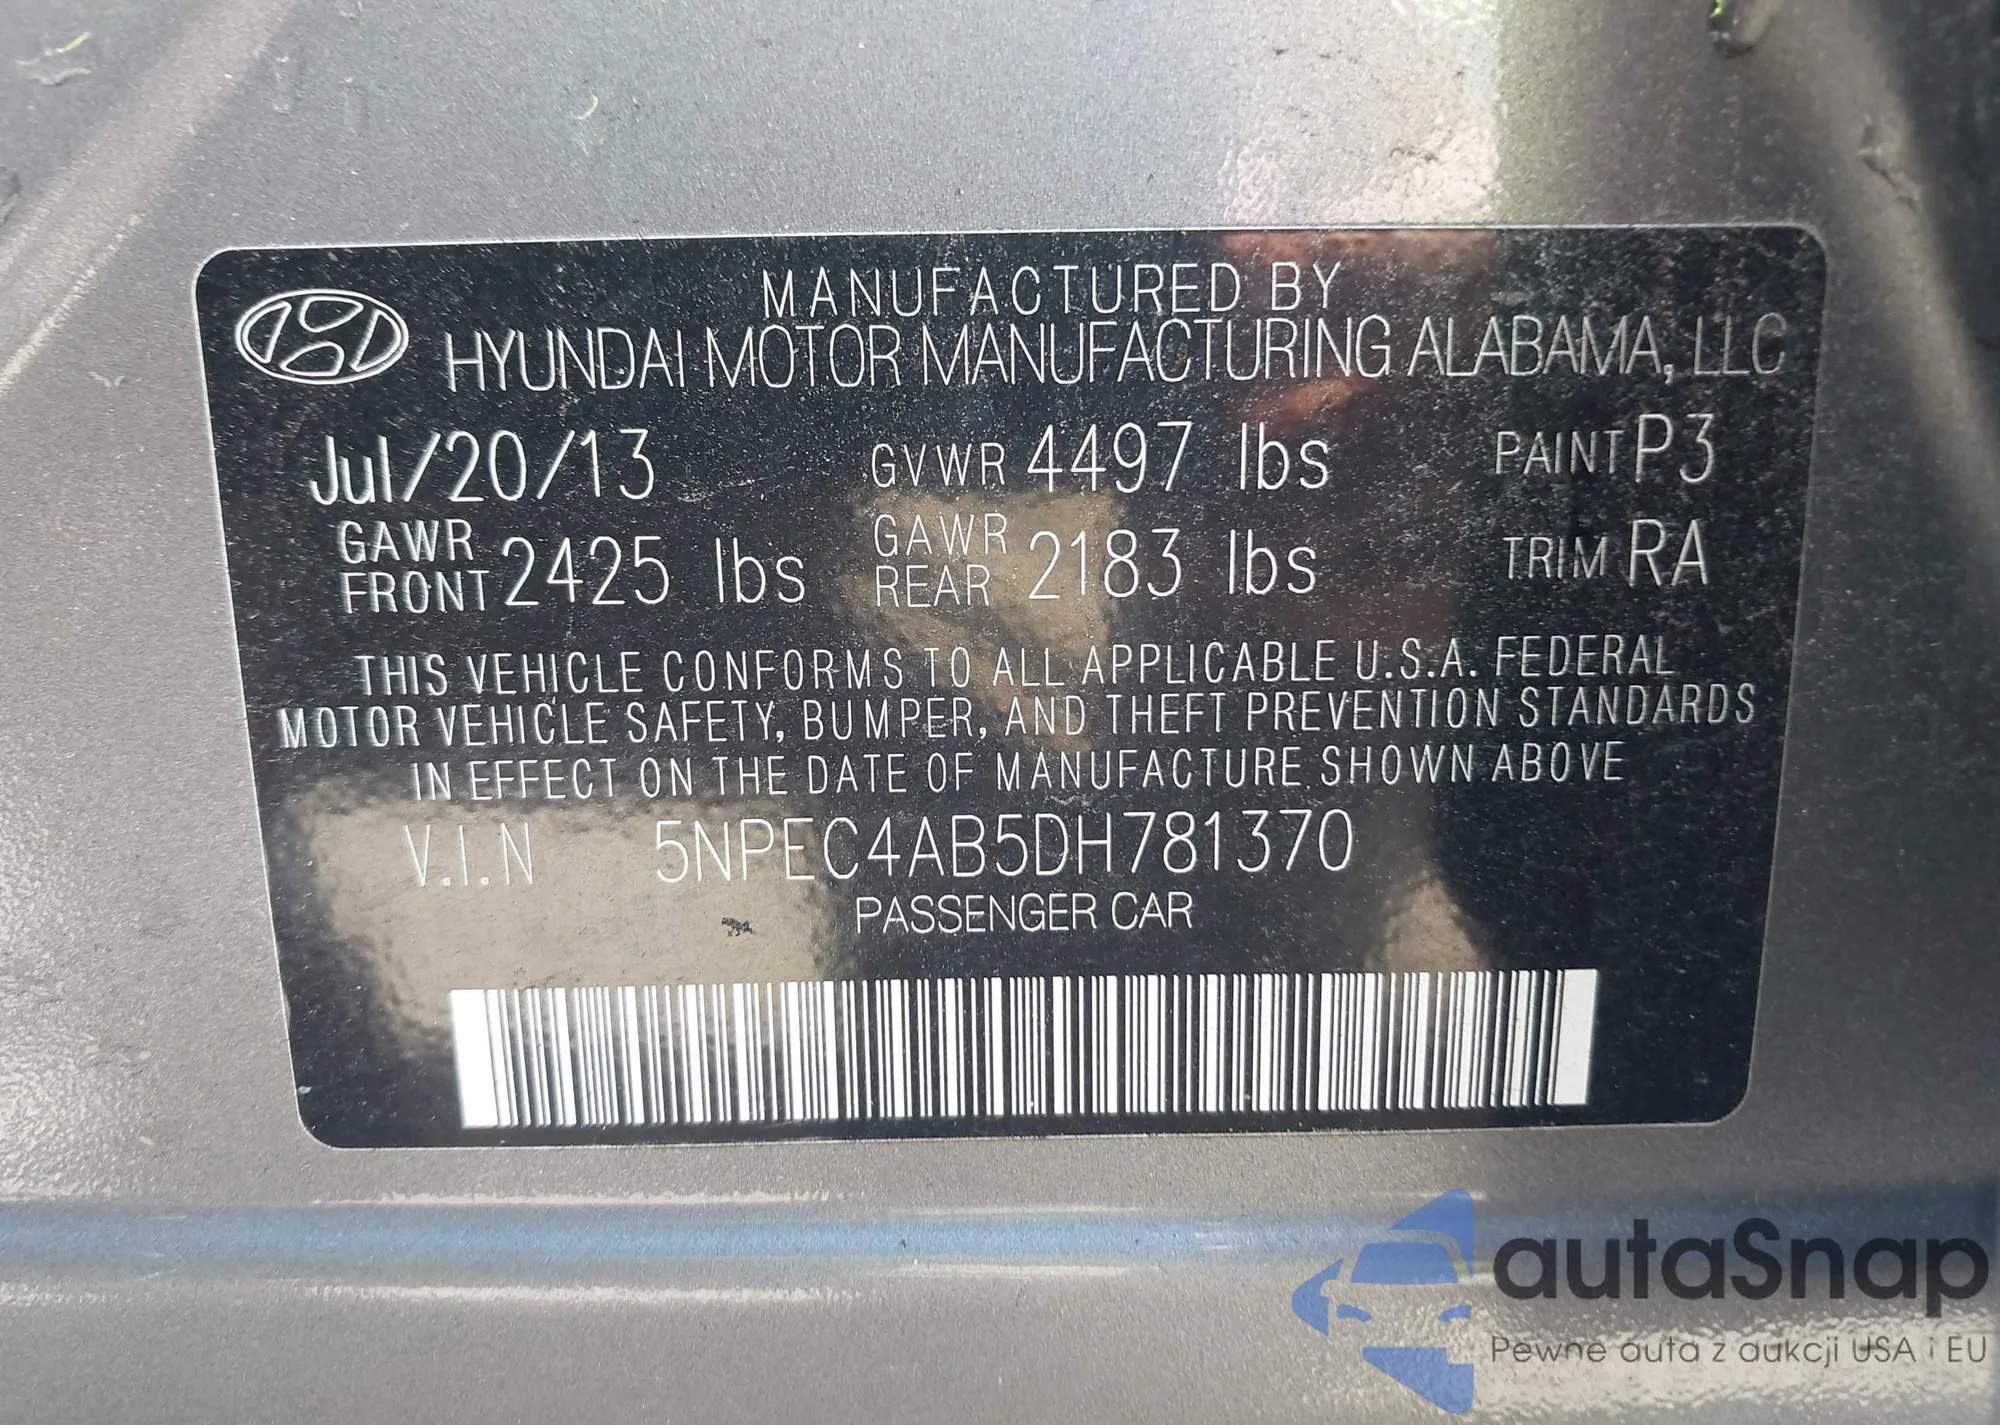 MANUFACTURED BY
HYUNDAI MOTOR MANUFACTURING ALABAMA, LLC
Jul/20/13 GVWR 4497 lbs PAINT P3
GAWR FRONT 2425 lbs GAWR REAR 2183 lbs TRIM RA
THIS VEHICLE CONFORMS TO ALL APPLICABLE U.S.A. FEDERAL
MOTOR VEHICLE SAFETY, BUMPER, AND THEFT PREVENTION STANDARDS
IN EFFECT ON THE DATE OF MANUFACTURE SHOWN ABOVE
V.I.N 5NPEC4AB5DH781370
PASSENGER CAR
autaSnap
Pewne auta z aukcji USA i EU